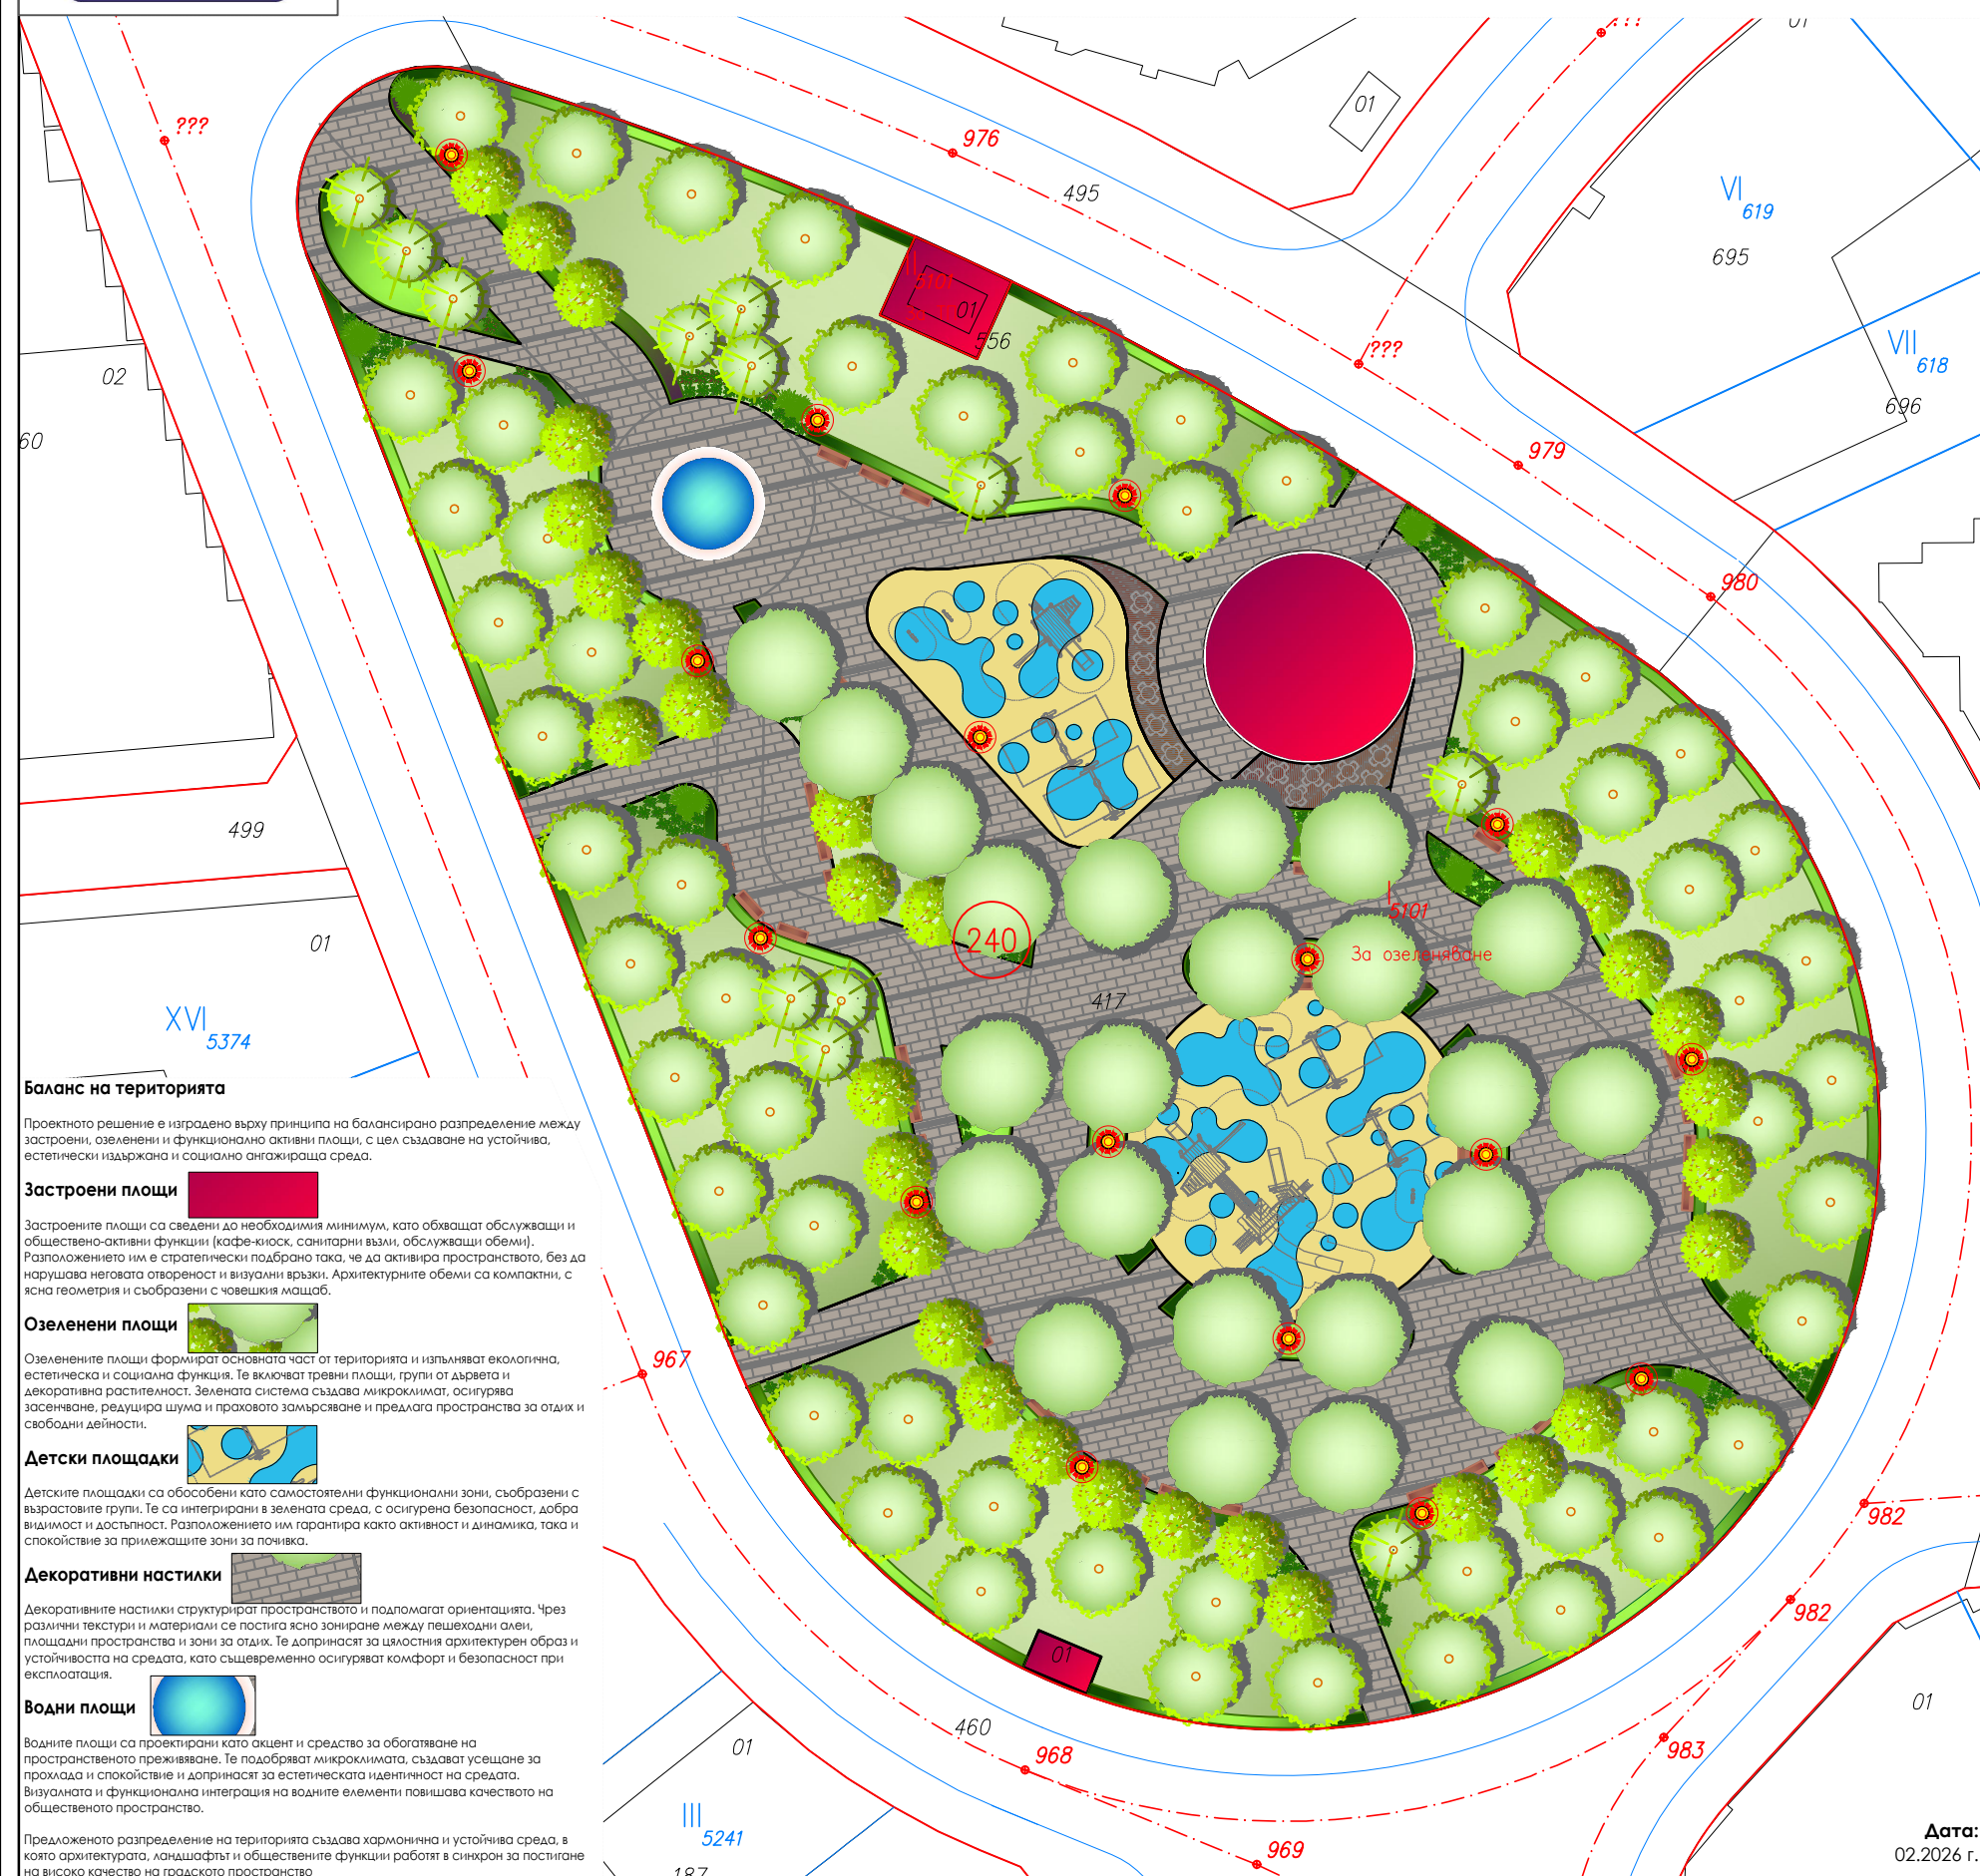 01
???
???
976
01
495
VI
619
695
II
5101
01
556
???
VII
618
696
02
60
979
980
499
01
I
5101
240
За озеленяване
417
XVI
5374
Баланс на територията
Проектното решение е изградено върху принципа на балансирано разпределение между
застроени, озеленени и функционално активни площи, с цел създаване на устойчива,
естетически издържана и социално ангажираща среда.
Застроени площи
Застроените площи са сведени до необходимия минимум, като обхващат обслужващи и
обществено-активни функции (кафе-киоск, санитарни възли, обслужващи обеми).
Разположението им е стратегически подбрано така, че да активира пространството, без да
нарушава неговата отвореност и визуални връзки. Архитектурните обеми са компактни, с
ясна геометрия и съобразени с човешкия мащаб.
Озеленени площи
Озеленените площи формират основната част от територията и изпълняват екологична,
естетическа и социална функция. Те включват тревни площи, групи от дървета и
декоративна растителност. Зелената система създава микроклимат, осигурява
засенчване, редуцира шума и праховото замърсяване и предлага пространства за отдих и
свободни дейности.
Детски площадки
Детските площадки са обособени като самостоятелни функционални зони, съобразени с
възрастовите групи. Те са интегрирани в зелената среда, с осигурена безопасност, добра
видимост и достъпност. Разположението им гарантира както активност и динамика, така и
спокойствие за прилежащите зони за почивка.
Декоративни настилки
Декоративните настилки структурират пространството и подпомагат ориентацията. Чрез
различни текстури и материали се постига ясно зониране между пешеходни алеи,
площадни пространства и зони за отдих. Те допринасят за цялостния архитектурен образ и
устойчивостта на средата, като същевременно осигуряват комфорт и безопасност при
експлоатация.
Водни площи
Водните площи са проектирани като акцент и средство за обогатяване на
пространственото преживяване. Те подобряват микроклимата, създават усещане за
прохлада и спокойствие и допринасят за естетическата идентичност на средата.
Визуалната и функционална интеграция на водните елементи повишава качеството на
общественото пространство.
Предложеното разпределение на територията създава хармонична и устойчива среда, в
която архитектурата, ландшафтът и обществените функции работят в синхрон за постигане
на високо качество на градското пространство
967
982
982
983
01
01
460
968
01
III
5241
187
969
Дата:
02.2026 г.